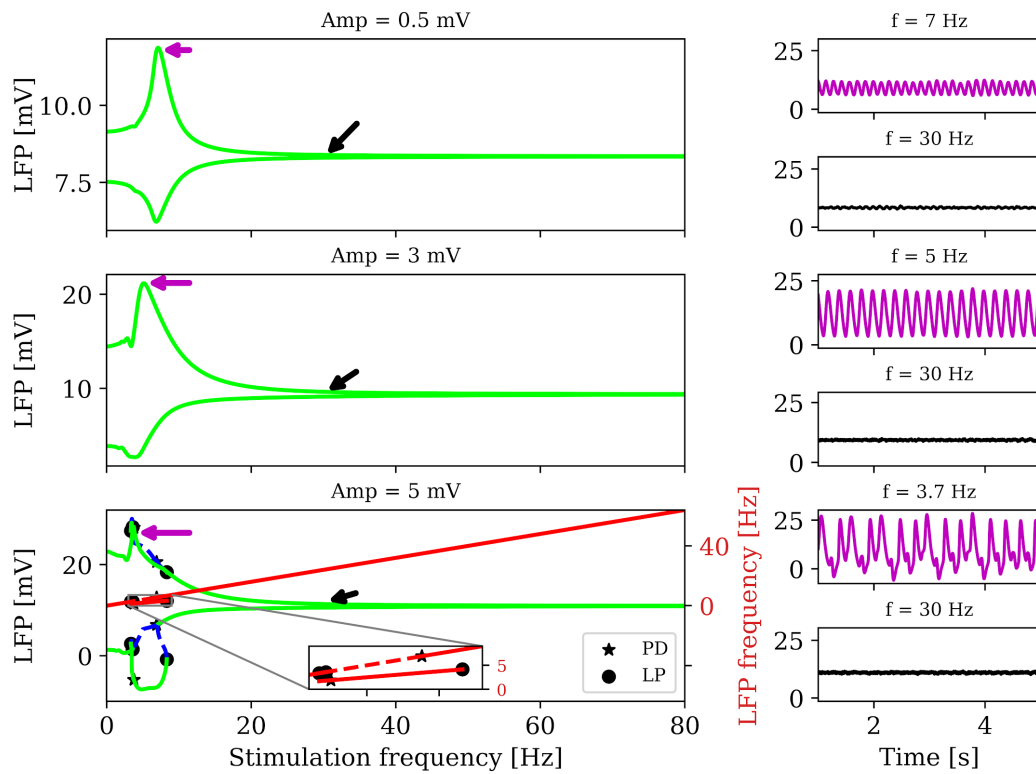 Amp = 0.5 mV
LFP [mV]
10.0
7.5
Amp = 3 mV
LFP [mV]
20
10
Amp = 5 mV
LFP [mV]
20
0
40
0
LFP frequency [Hz]
5
0
PD
LP
0 20 40 60 80
Stimulation frequency [Hz]
f = 7 Hz
25
0
f = 30 Hz
25
0
f = 5 Hz
25
0
f = 30 Hz
25
0
f = 3.7 Hz
25
0
f = 30 Hz
25
0
2 4
Time [s]